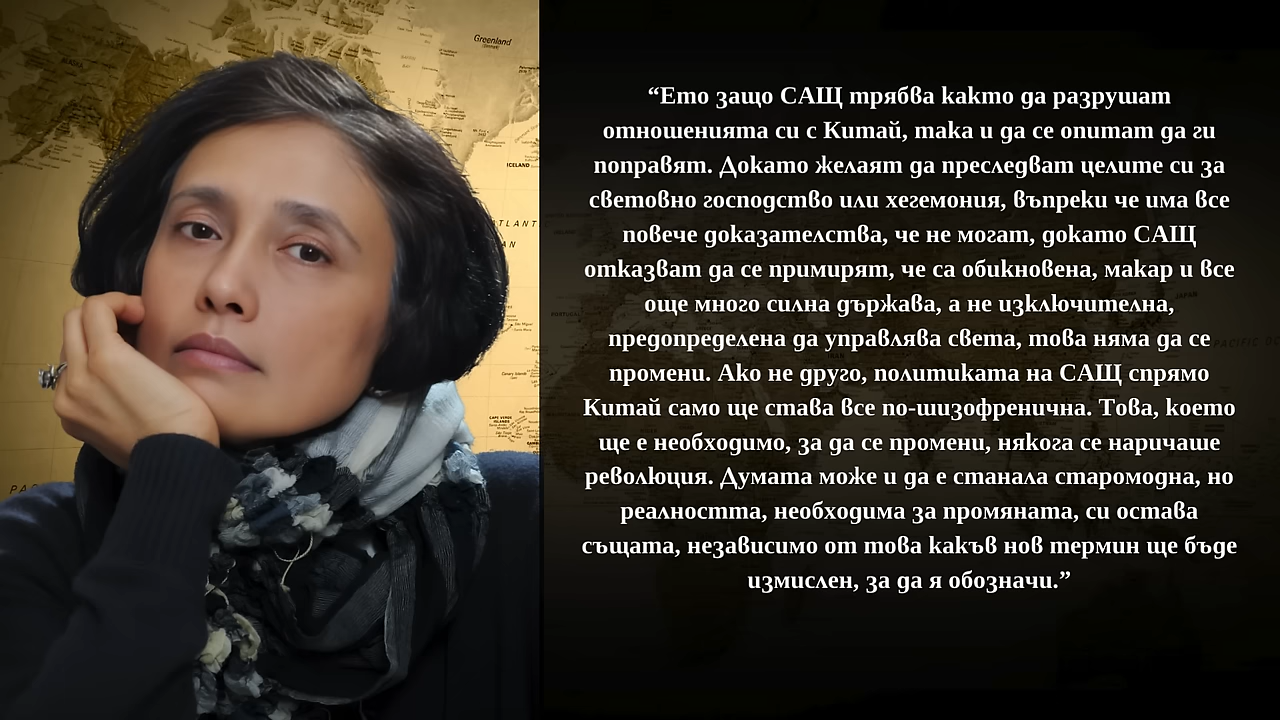 Greenland
ICELAND
“Ето защо САЩ трябва както да разрушат
отношенията си с Китай, така и да се опитат да ги
поправят. Докато желаят да преследват целите си за
световно господство или хегемония, въпреки че има все
повече доказателства, че не могат, докато САЩ
отказват да се примирят, че са обикновена, макар и все
още много силна държава, а не изключителна,
предопределена да управлява света, това няма да се
промени. Ако не друго, политиката на САЩ спрямо
Китай само ще става все по-шизофренична. Това, което
ще е необходимо, за да се промени, някога се наричаше
революция. Думата може и да е станала старомодна, но
реалността, необходима за промяната, си остава
същата, независимо от това какъв нов термин ще бъде
измислен, за да я обозначи.”